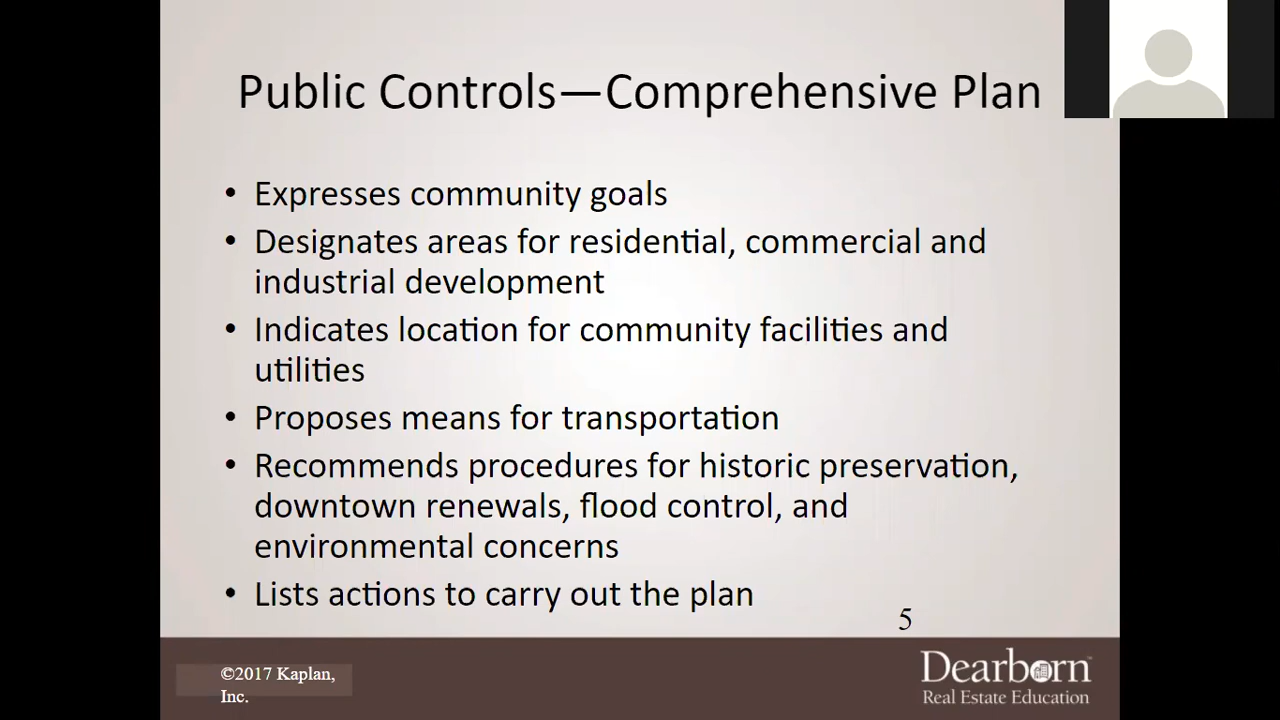 Public Controls—Comprehensive Plan
• Expresses community goals
• Designates areas for residential, commercial and
industrial development
• Indicates location for community facilities and
utilities
• Proposes means for transportation
• Recommends procedures for historic preservation,
downtown renewals, flood control, and
environmental concerns
• Lists actions to carry out the plan
5
©2017 Kaplan,
Inc.
Dearborn™
Real Estate Education